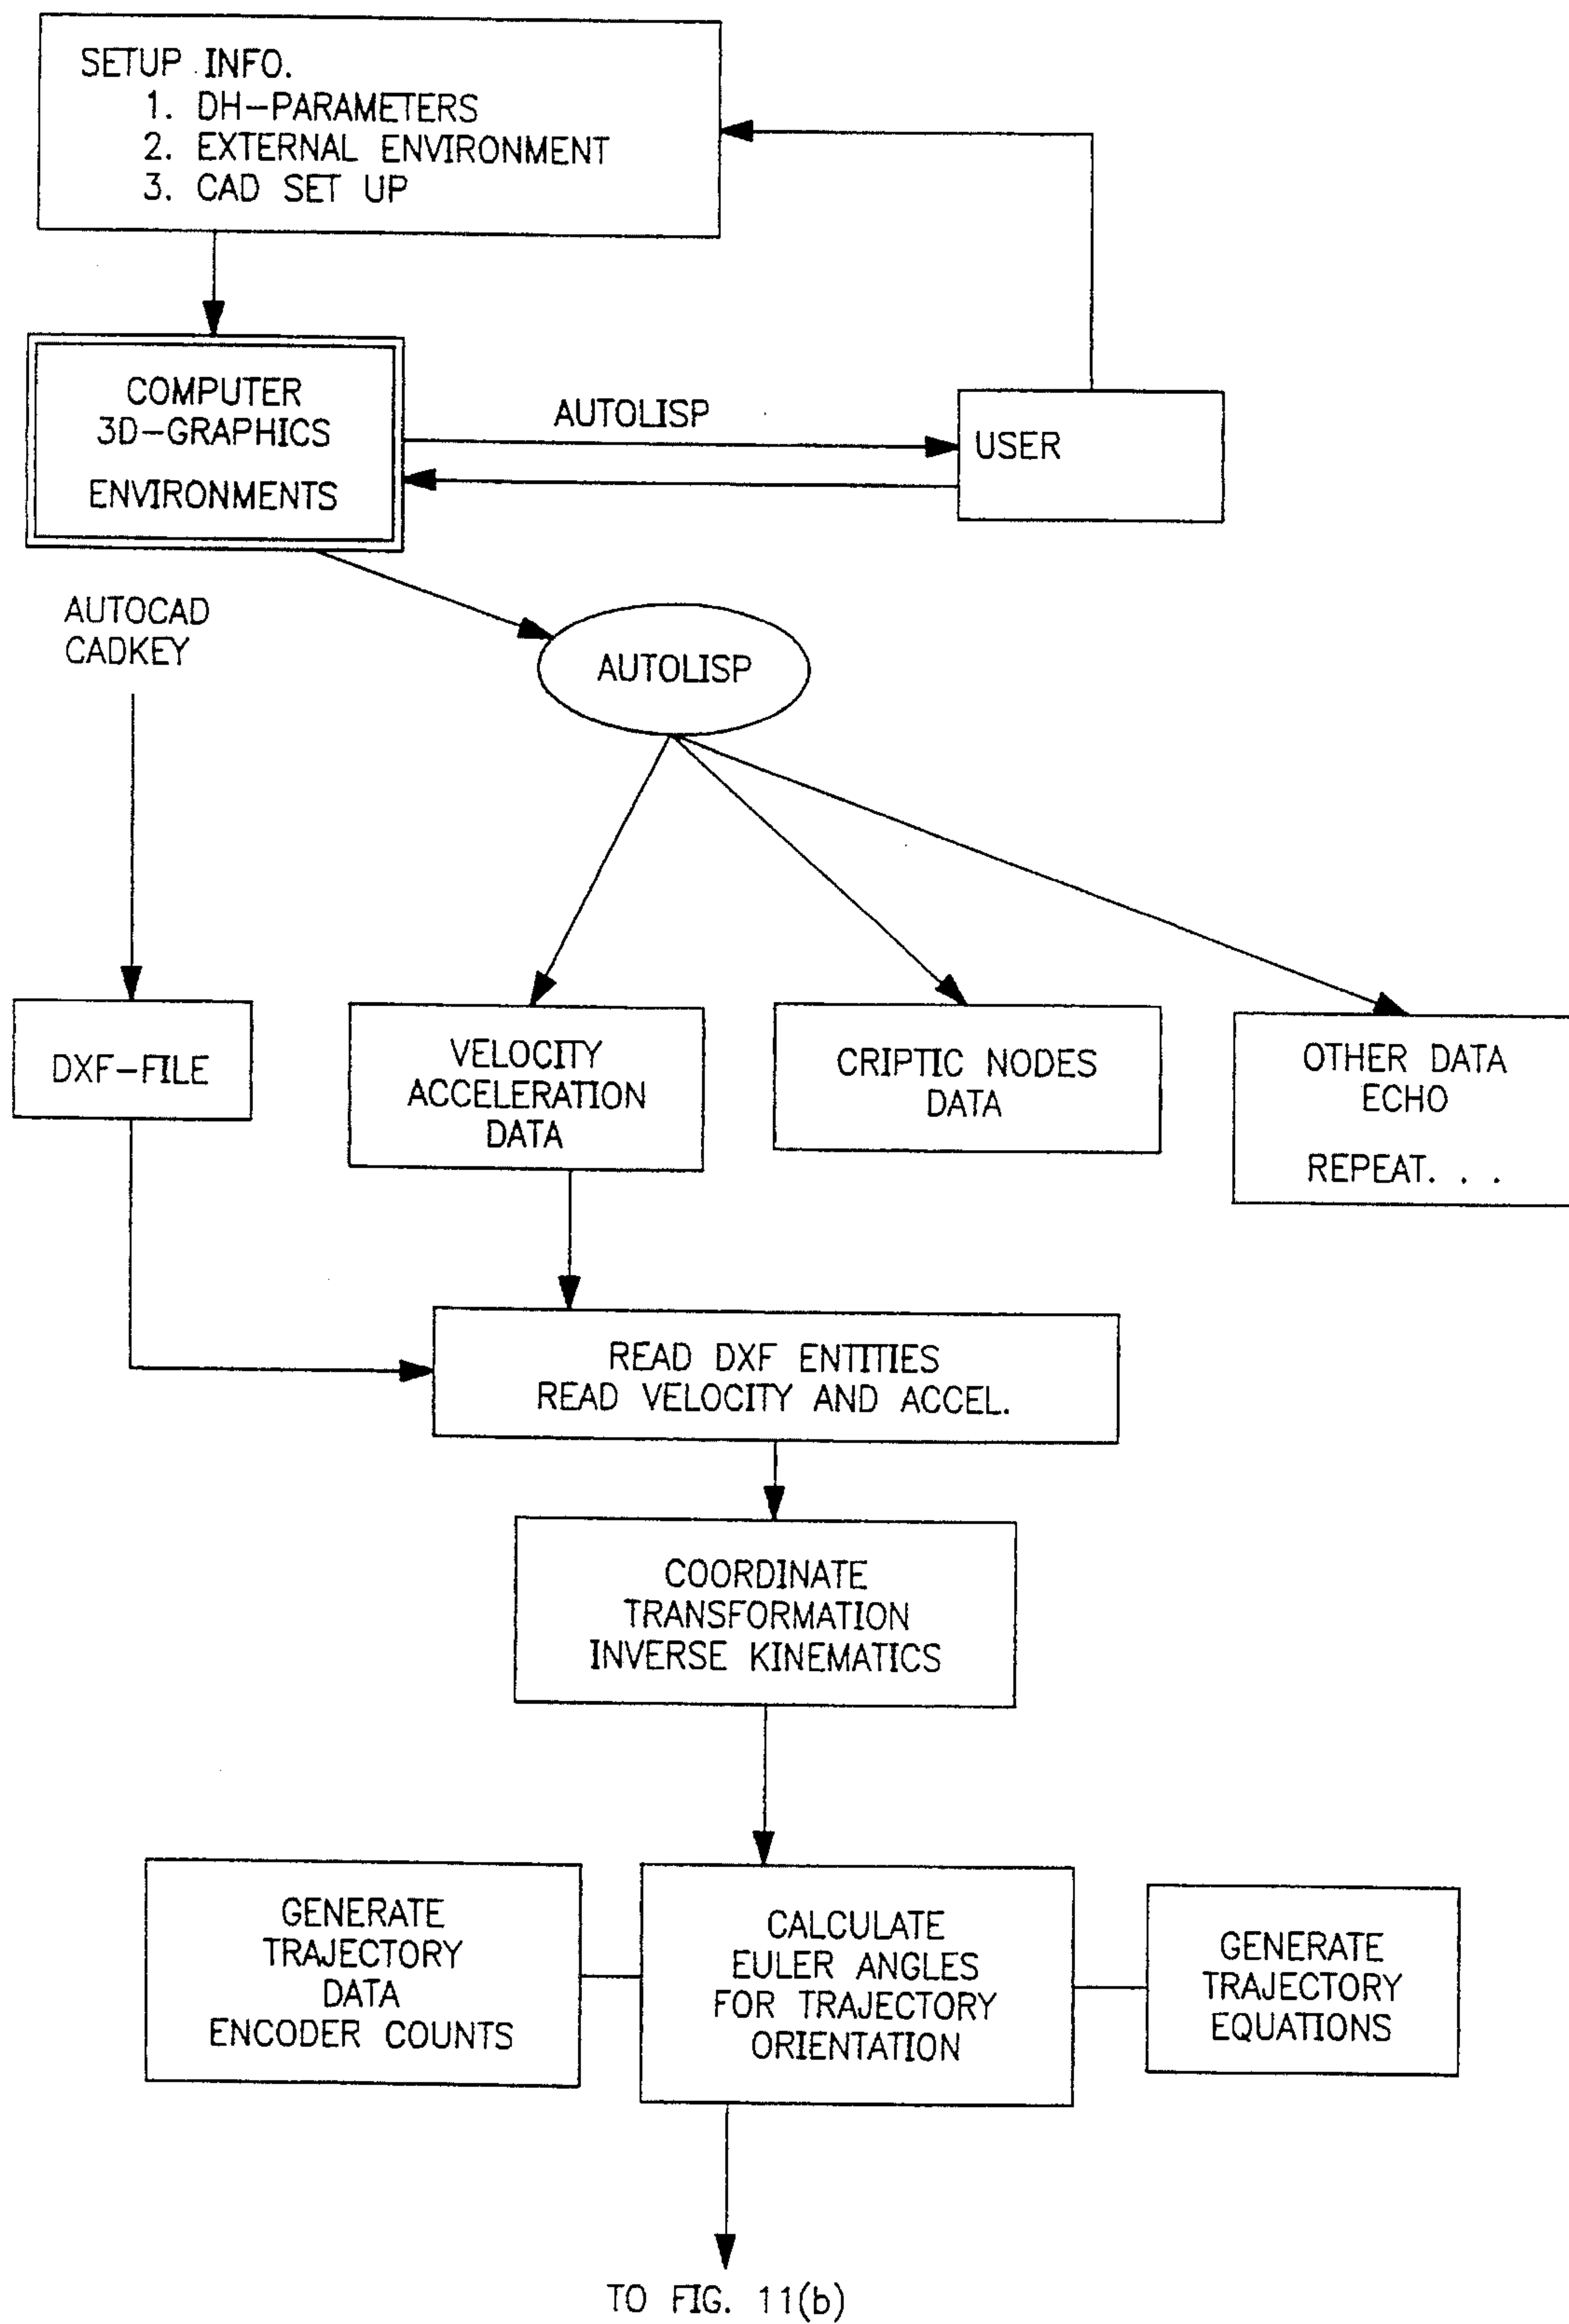 SETUP INFO.
1. DH-PARAMETERS
2. EXTERNAL ENVIRONMENT
3. CAD SET UP
COMPUTER
3D-GRAPHICS
ENVIRONMENTS
AUTOLISP
USER
AUTOCAD
CADKEY
AUTOLISP
DXF-FILE
VELOCITY
ACCELERATION
DATA
CRIPTIC NODES
DATA
OTHER DATA
ECHO
REPEAT. . .
READ DXF ENTITIES
READ VELOCITY AND ACCEL.
COORDINATE
TRANSFORMATION
INVERSE KINEMATICS
GENERATE
TRAJECTORY
DATA
ENCODER COUNTS
CALCULATE
EULER ANGLES
FOR TRAJECTORY
ORIENTATION
GENERATE
TRAJECTORY
EQUATIONS
TO FIG. 11(b)